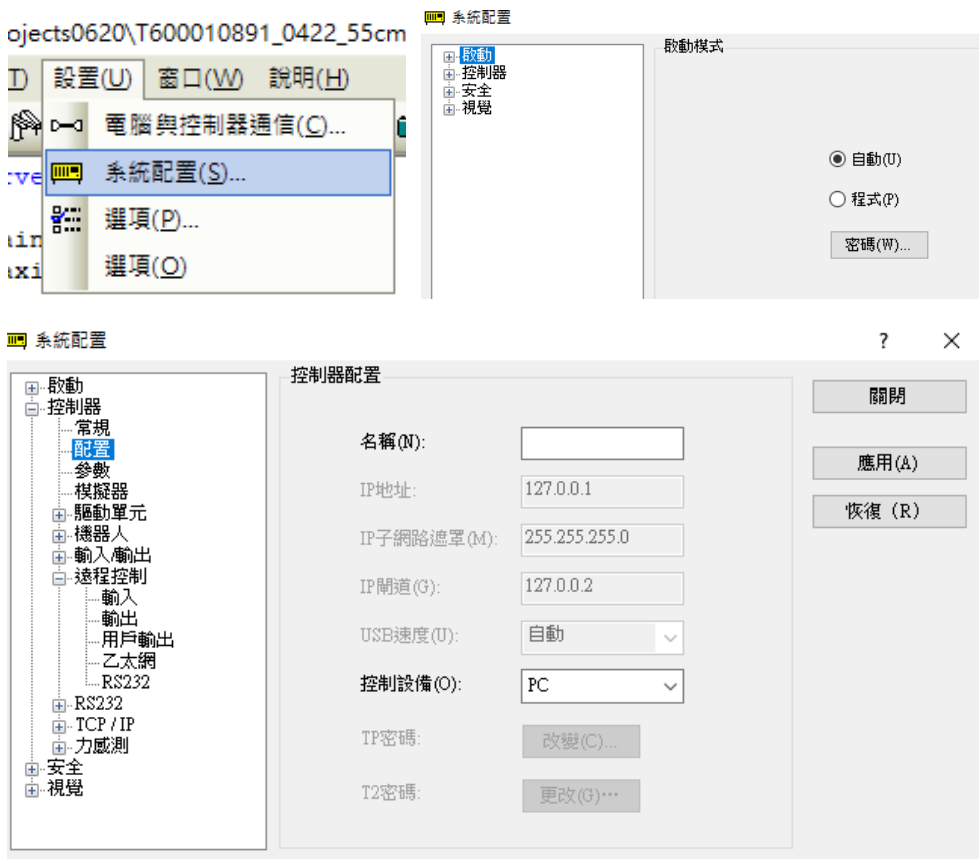 ojects0620\T600010891_0422_55cm
T) 設置(U) 窗口(W) 說明(H)
電腦與控制器通信(C)...
系統配置(S)...
選項(P)...
選項(O)
系統配置
啟動
控制器
安全
視覺
啟動模式
自動(U)
程式(P)
密碼(W)...
系統配置
? ×
啟動
控制器
常規
配置
參數
模擬器
驅動單元
機器人
輸入/輸出
遠程控制
輸入
輸出
用戶輸出
乙太網
RS232
RS232
TCP / IP
力感測
安全
視覺
控制器配置
名稱(N):
IP地址: 127.0.0.1
IP子網路遮罩(M): 255.255.255.0
IP閘道(G): 127.0.0.2
USB速度(U): 自動
控制設備(O): PC
TP密碼: 改變(C)...
T2密碼: 更改(G)⋯
關閉
應用(A)
恢復 (R)